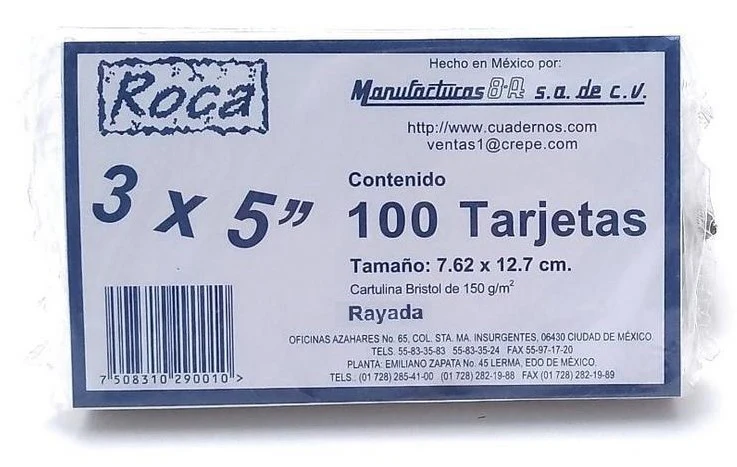 Roca
Hecho en México por:
Manufacturas 8-A s.a. de c.v.
http://www.cuadernos.com
ventas1@crepe.com
3 x 5”
Contenido
100 Tarjetas
Tamaño: 7.62 x 12.7 cm.
Cartulina Bristol de 150 g/m²
Rayada
OFICINAS AZAHARES No. 65, COL. STA. MA. INSURGENTES, 06430 CIUDAD DE MÉXICO.
TELS. 55-83-35-83 55-83-35-24 FAX 55-97-17-20
PLANTA: EMILIANO ZAPATA No. 45 LERMA, EDO DE MÉXICO.
TELS.: (01 728) 285-41-00 (01 728) 282-19-88 FAX (01 728) 282-19-89
7 508310 290010 >